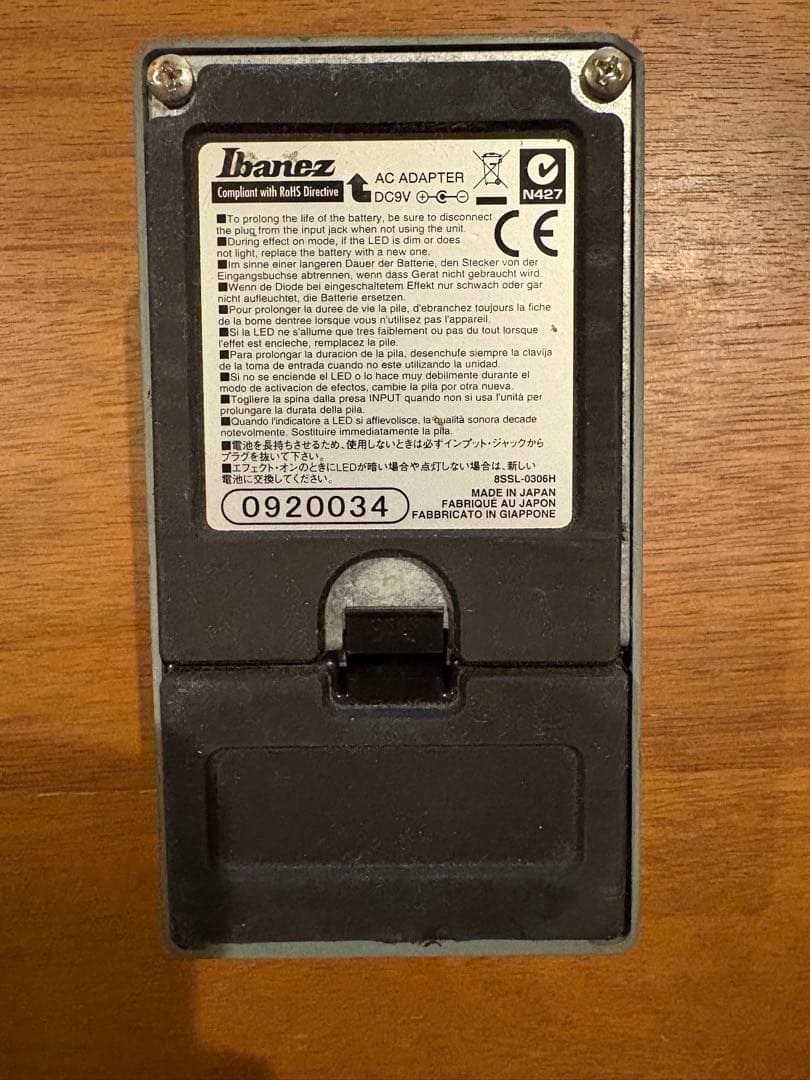 Ibanez
Compliant with RoHS Directive
AC ADAPTER
DC9V
N427
CE
■To prolong the life of the battery, be sure to disconnect
the plug from the input jack when not using the unit.
■During effect on mode, if the LED is dim or does
not light, replace the battery with a new one.
■Im sinne einer langeren Dauer der Batterie, den Stecker von der
Eingangsbuchse abtrennen, wenn dass Gerat nicht gebraucht wird.
■Wenn de Diode bei eingeschaltetem Effekt nur schwach oder gar
nicht aufleuchtet, die Batterie ersetzen.
■Pour prolonger la duree de vie la pile, d'ebranchez toujours la fiche
de la bome dentree lorsque vous n'utilisez pas l'appareil.
■Si la LED ne s'allume que tres faiblement ou pas du tout lorsque
l'effet est encleche, remplacez la pile.
■Para prolongar la duracion de la pila, desenchufe siempre la clavija
de la toma de entrada cuando no este utilizando la unidad.
■Si no se enciende el LED o lo hace muy debilmente durante el
modo de activacion de efectos, cambie la pila por otra nueva.
■Togliere la spina dalla presa INPUT quando non si usa l'unità per
prolungare la durata della pila.
■Quando l'indicatore a LED si affievolisce, la qualità sonora decade
notevolmente. Sostituire immediatamente la pila.
■電池を長持ちさせるため、使用しないときは必ずインプット・ジャックから
プラグを抜いて下さい。
■エフェクト・オンのときにLEDが暗い場合や点灯しない場合は、新しい
電池に交換してください。
8SSL-0306H
0920034
MADE IN JAPAN
FABRIQUÉ AU JAPON
FABBRICATO IN GIAPPONE